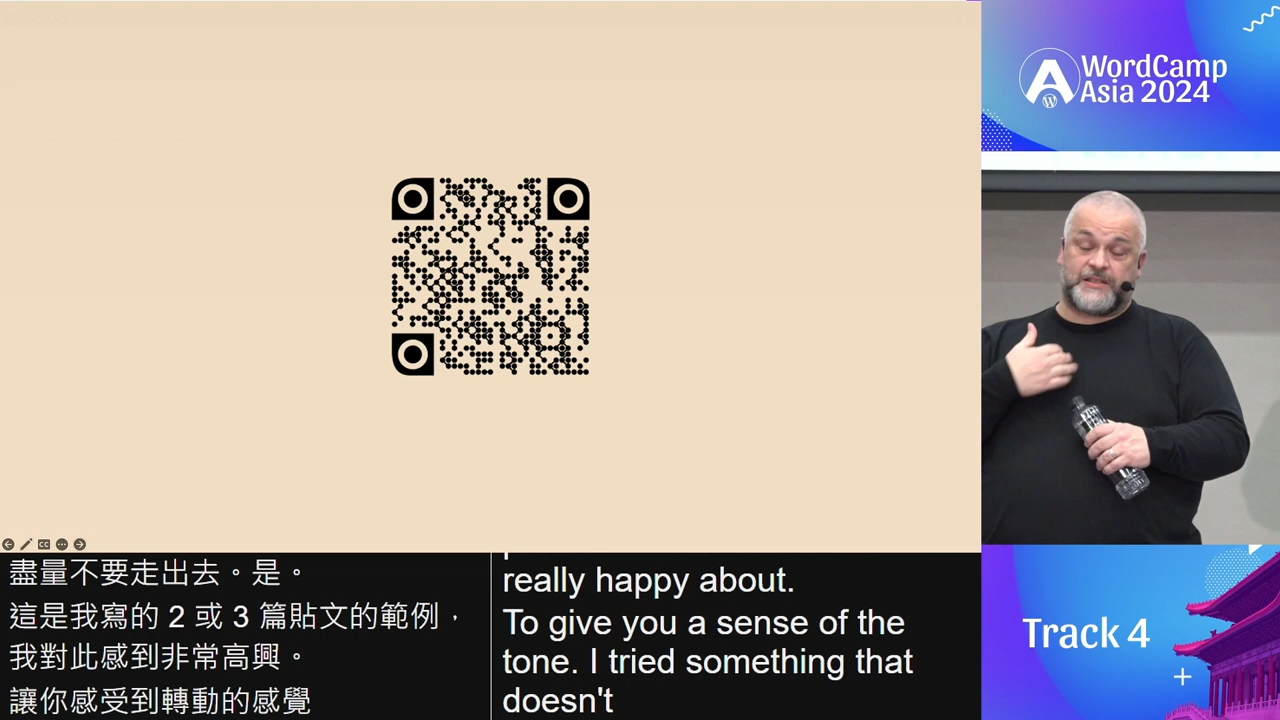 WordCamp
Asia 2024
盡量不要走出去。是。
這是我寫的 2 或 3 篇貼文的範例，
我對此感到非常高興。
讓你感受到轉動的感覺
really happy about.
To give you a sense of the
tone. I tried something that
doesn't
Track 4